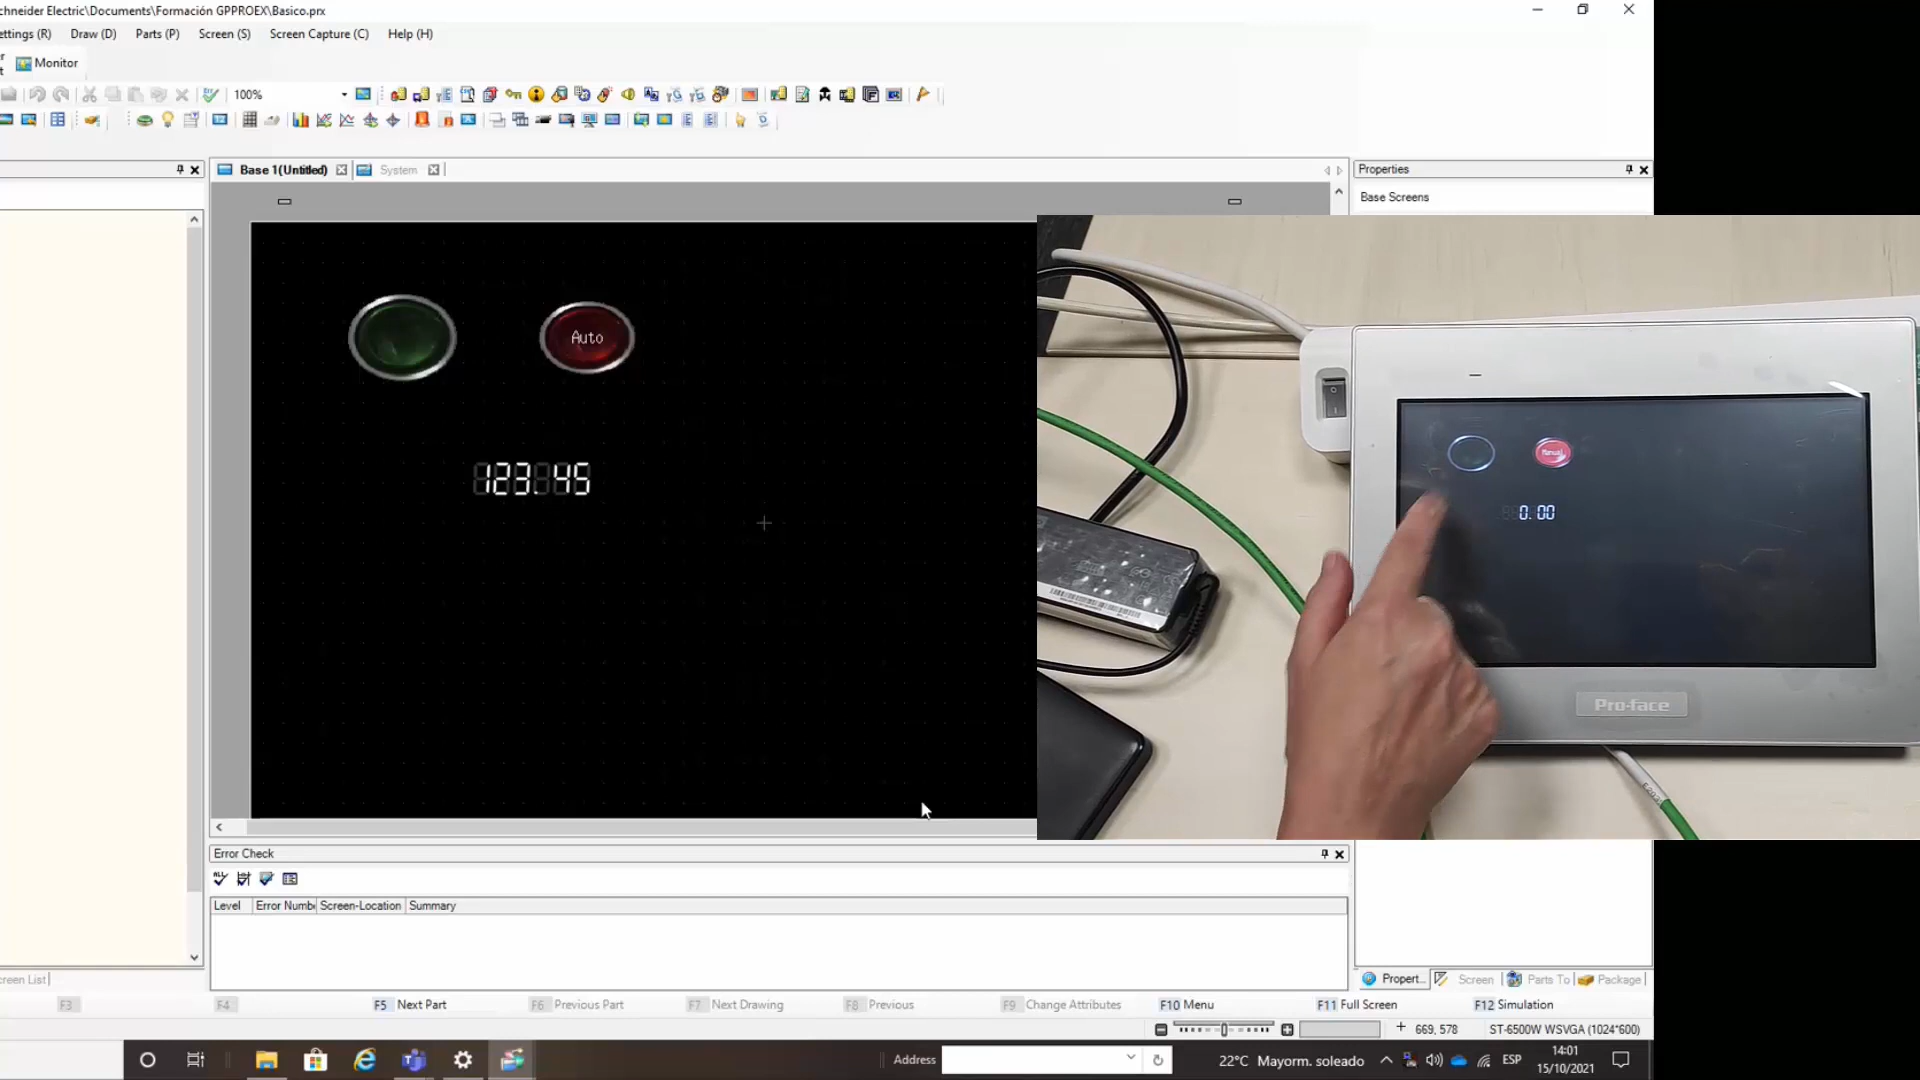 chneider Electric\Documents\Formación GPPROEX\Basico.prx
ettings (R) Draw (D) Parts (P) Screen (S) Screen Capture (C) Help (H)
r
t Monitor
100%
Base 1(Untitled) System
Properties
Base Screens
Auto
123.45
Manual
0.00
Pro-face
Error Check
Level Error Numb Screen-Location Summary
creen List
Propert... Screen Parts To Package
F3 F4 F5 Next Part F6 Previous Part F7 Next Drawing F8 Previous F9 Change Attributes F10 Menu F11 Full Screen F12 Simulation
669, 578 ST-6500W WSVGA (1024*600)
Address
22°C Mayorm. soleado ESP
14:01
15/10/2021